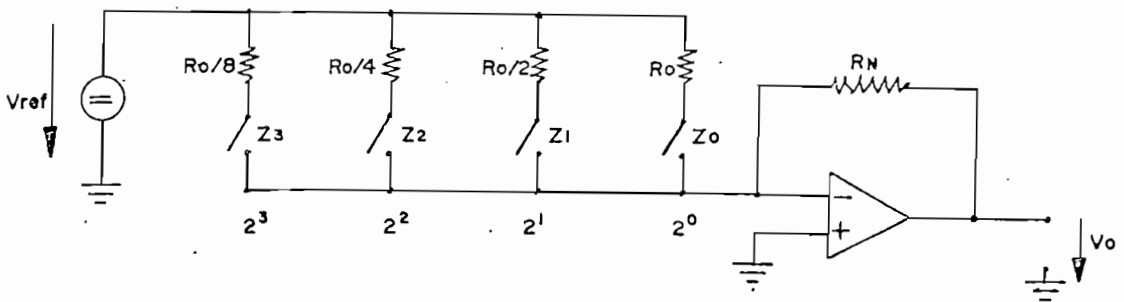 Ro/8 Ro/4 Ro/2 Ro RN
Vref
Z3 Z2 Z1 Z0
2³ 2² 2¹ 2⁰
Vo